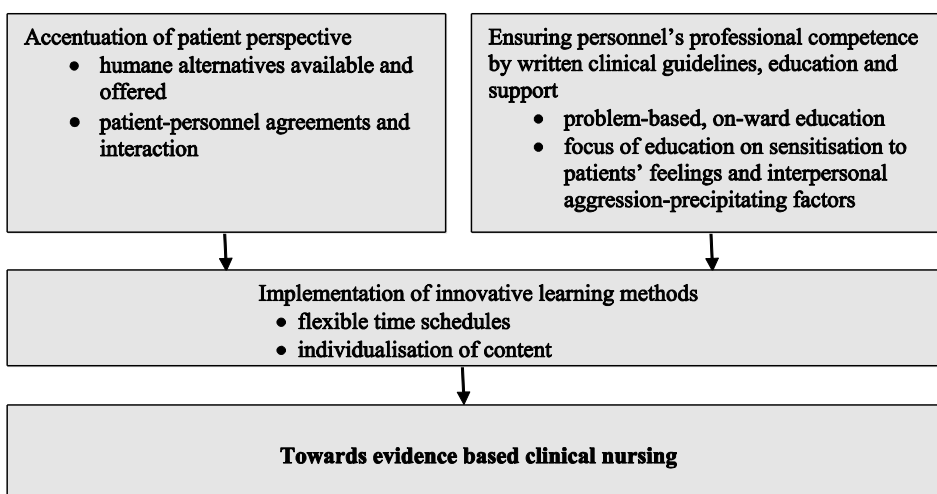 Accentuation of patient perspective
• humane alternatives available and
offered
• patient-personnel agreements and
interaction
Ensuring personnel’s professional competence
by written clinical guidelines, education and
support
• problem-based, on-ward education
• focus of education on sensitisation to
patients’ feelings and interpersonal
aggression-precipitating factors
Implementation of innovative learning methods
• flexible time schedules
• individualisation of content
Towards evidence based clinical nursing